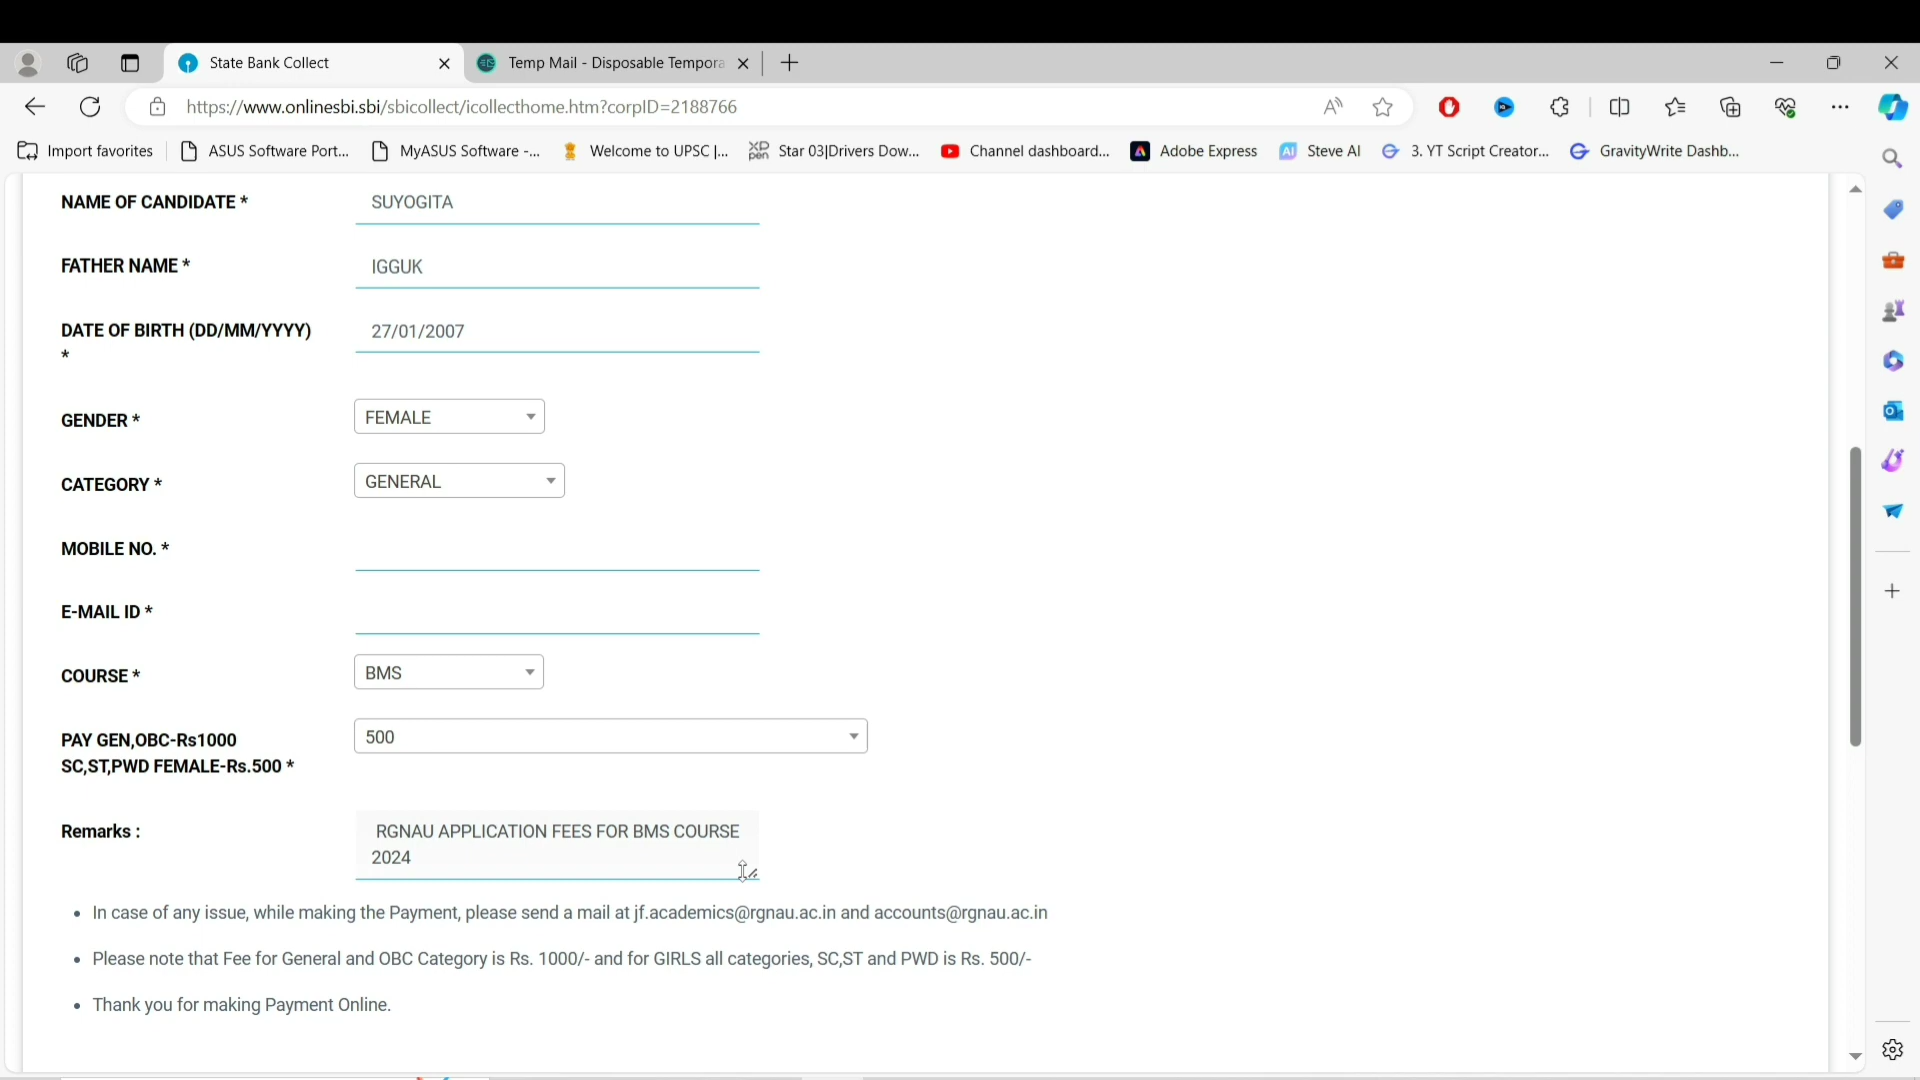 State Bank Collect
Temp Mail - Disposable Tempora
https://www.onlinesbi.sbi/sbicollect/icollecthome.htm?corpID=2188766
Import favorites
ASUS Software Port...
MyASUS Software -...
Welcome to UPSC |...
Star 03|Drivers Dow...
Channel dashboard...
Adobe Express
Steve AI
3. YT Script Creator...
GravityWrite Dashb...
NAME OF CANDIDATE *
SUYOGITA
FATHER NAME *
IGGUK
DATE OF BIRTH (DD/MM/YYYY)
*
27/01/2007
GENDER *
FEMALE
CATEGORY *
GENERAL
MOBILE NO. *
E-MAIL ID *
COURSE *
BMS
PAY GEN,OBC-Rs1000
SC,ST,PWD FEMALE-Rs.500 *
500
Remarks :
RGNAU APPLICATION FEES FOR BMS COURSE
2024
• In case of any issue, while making the Payment, please send a mail at jf.academics@rgnau.ac.in and accounts@rgnau.ac.in
• Please note that Fee for General and OBC Category is Rs. 1000/- and for GIRLS all categories, SC,ST and PWD is Rs. 500/-
• Thank you for making Payment Online.